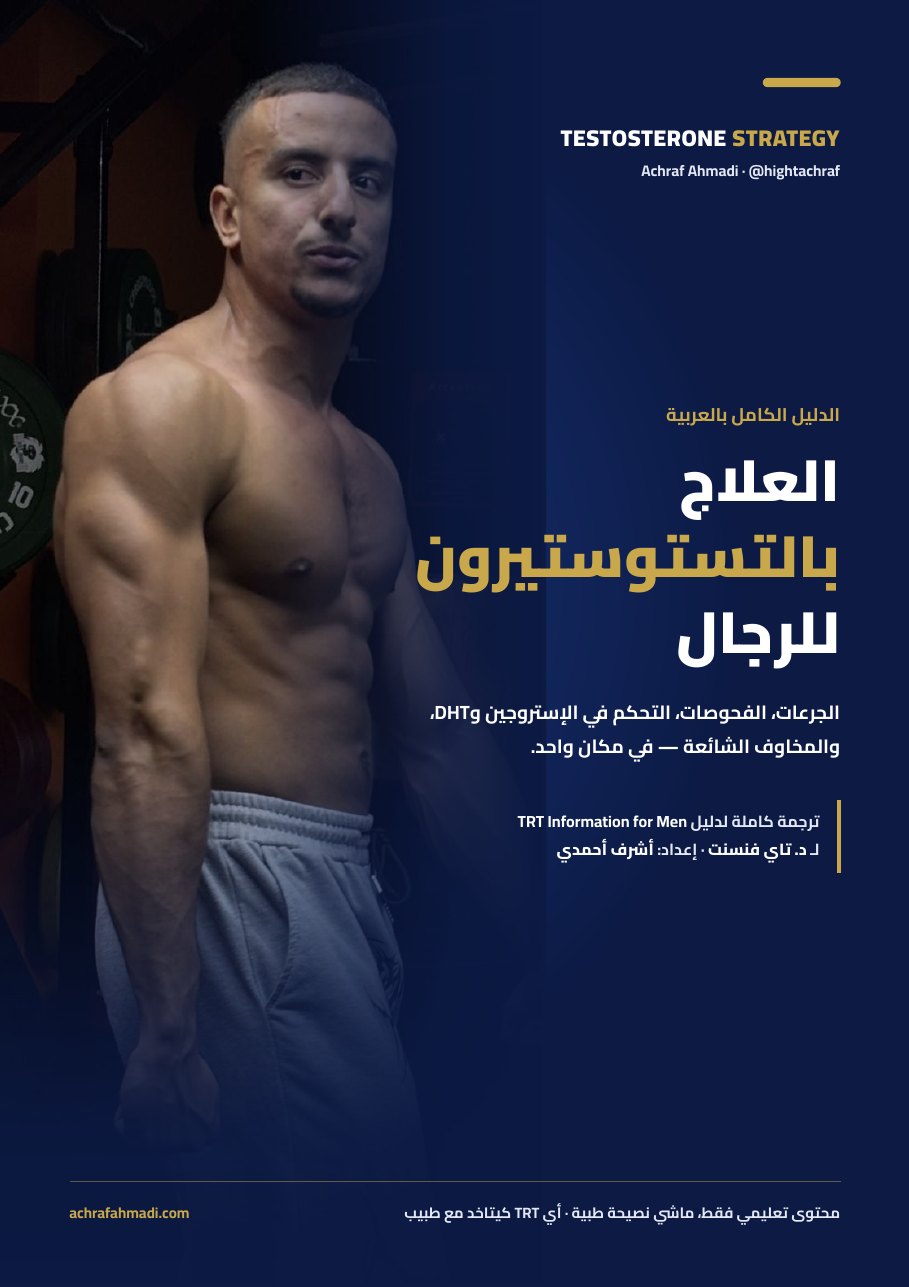 TESTOSTERONE STRATEGY
Achraf Ahmadi · @hightachraf
الدليل الكامل بالعربية
العلاج
بالتستوستيرون
للرجال
الجرعات، الفحوصات، التحكم في الإستروجين وDHT،
والمخاوف الشائعة — في مكان واحد.
ترجمة كاملة لدليل TRT Information for Men
لـ د. تاي فنسنت · إعداد: أشرف أحمدي
محتوى تعليمي فقط، ماشي نصيحة طبية · أي TRT كيتاخد مع طبيب
achrafahmadi.com
10